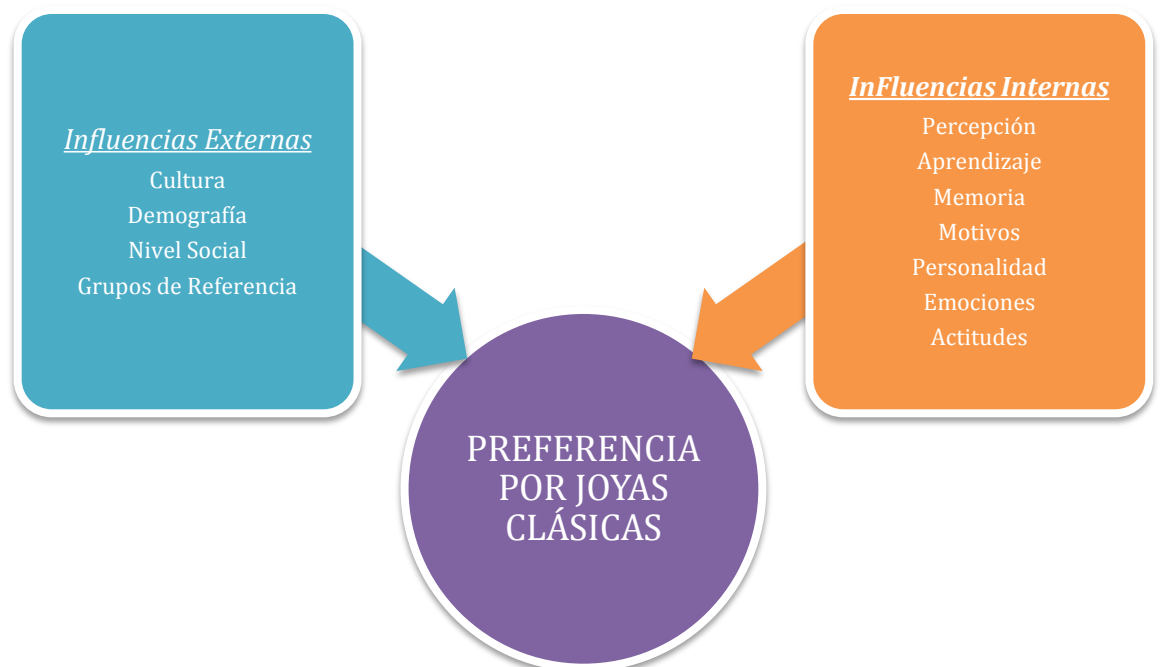 Influencias Externas
Cultura
Demografía
Nivel Social
Grupos de Referencia
InFluencias Internas
Percepción
Aprendizaje
Memoria
Motivos
Personalidad
Emociones
Actitudes
PREFERENCIA
POR JOYAS
CLÁSICAS